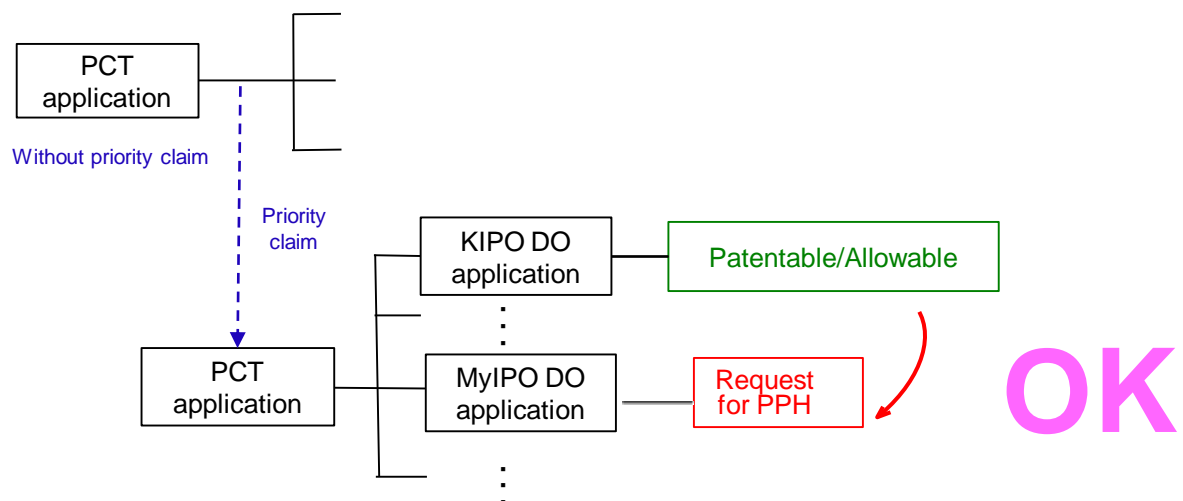 PCT
application
Without priority claim
Priority
claim
KIPO DO
application
Patentable/Allowable
PCT
application
MyIPO DO
application
Request
for PPH
OK